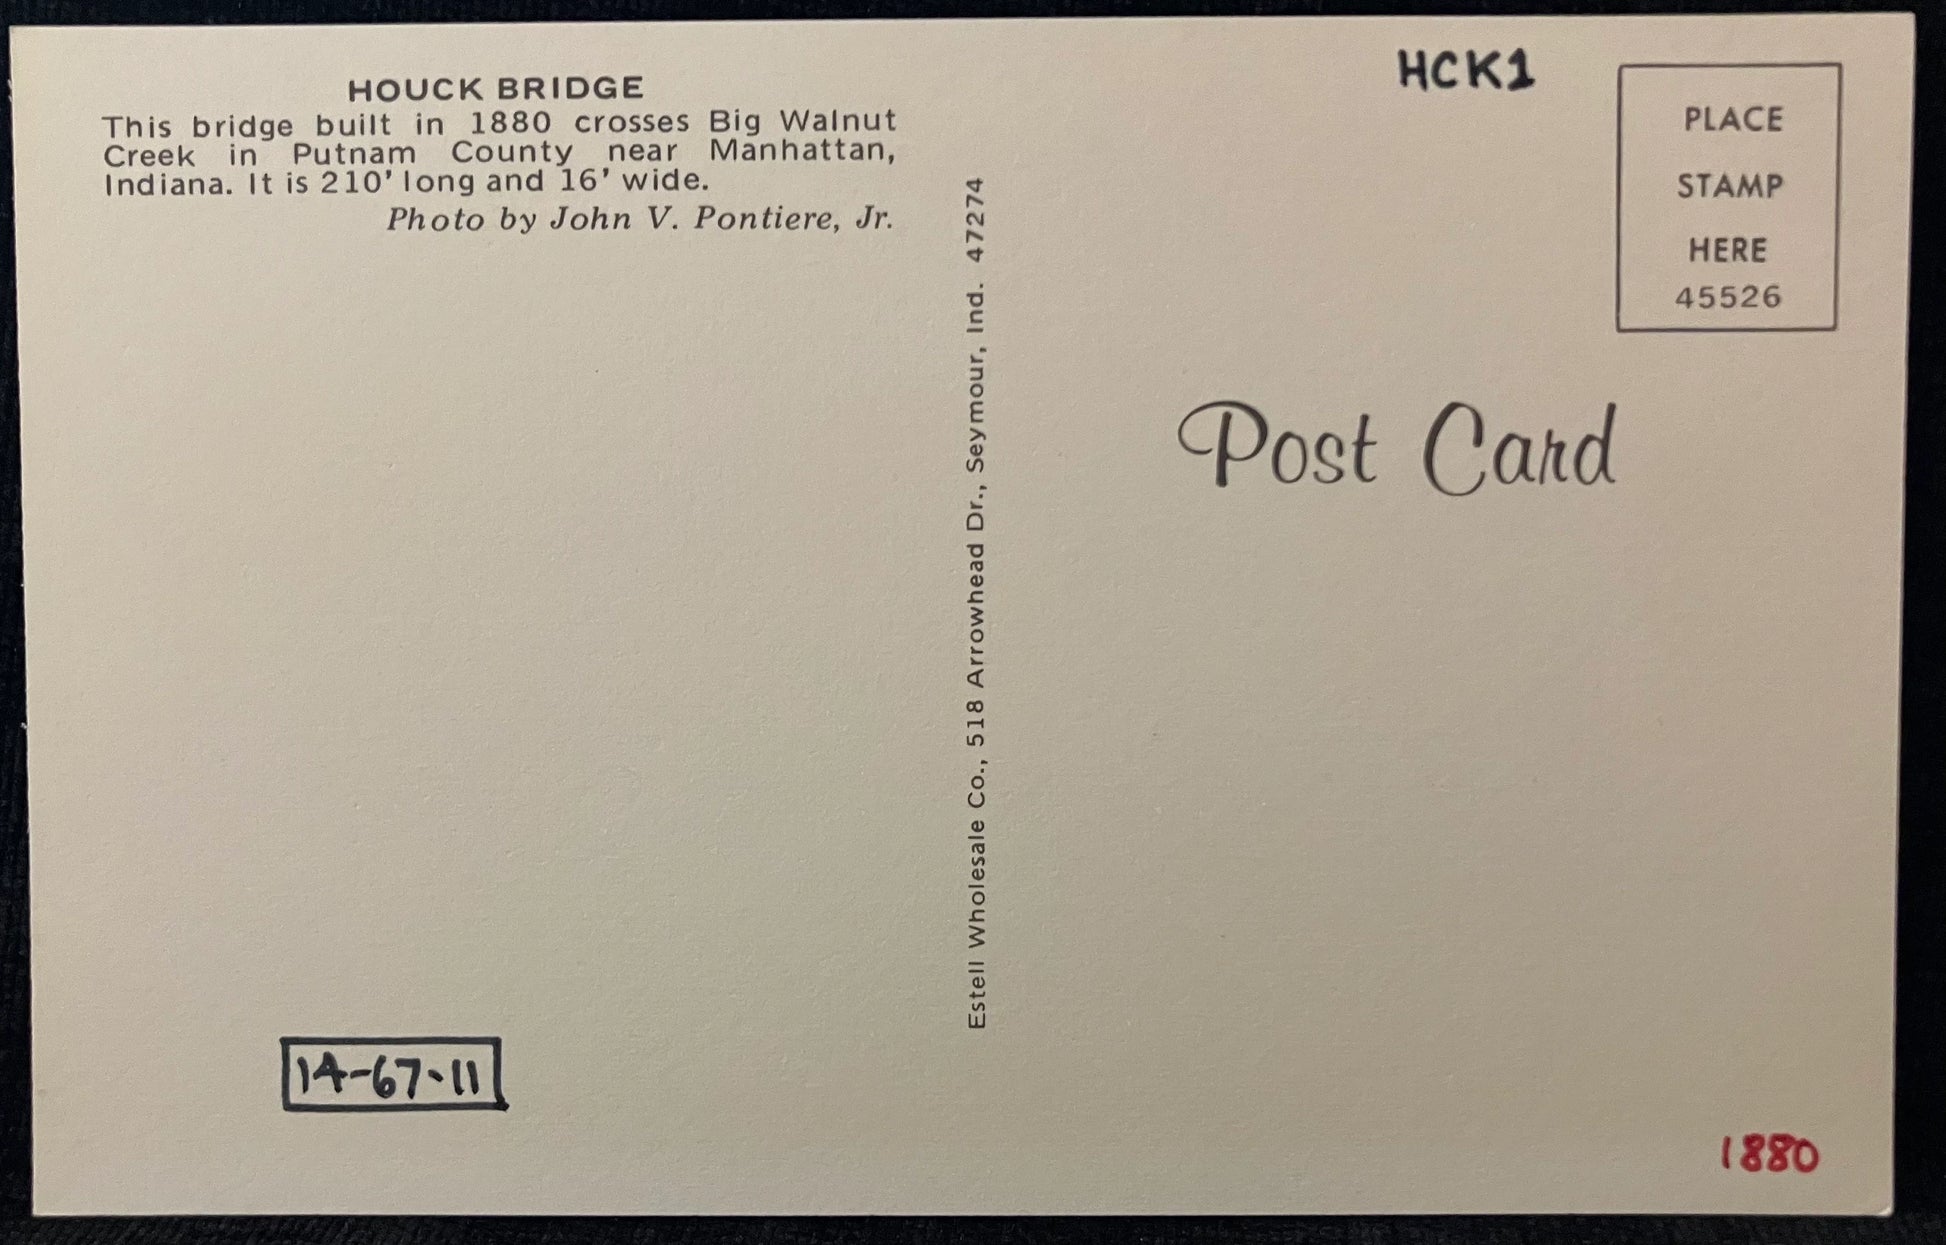 HOUCK BRIDGE
This bridge built in 1880 crosses Big Walnut
Creek in Putnam County near Manhattan,
Indiana. It is 210' long and 16' wide.
Photo by John V. Pontiere, Jr.
Estell Wholesale Co., 518 Arrowhead Dr., Seymour, Ind. 47274
HCK1
PLACE
STAMP
HERE
45526
Post Card
14-67-11
1880